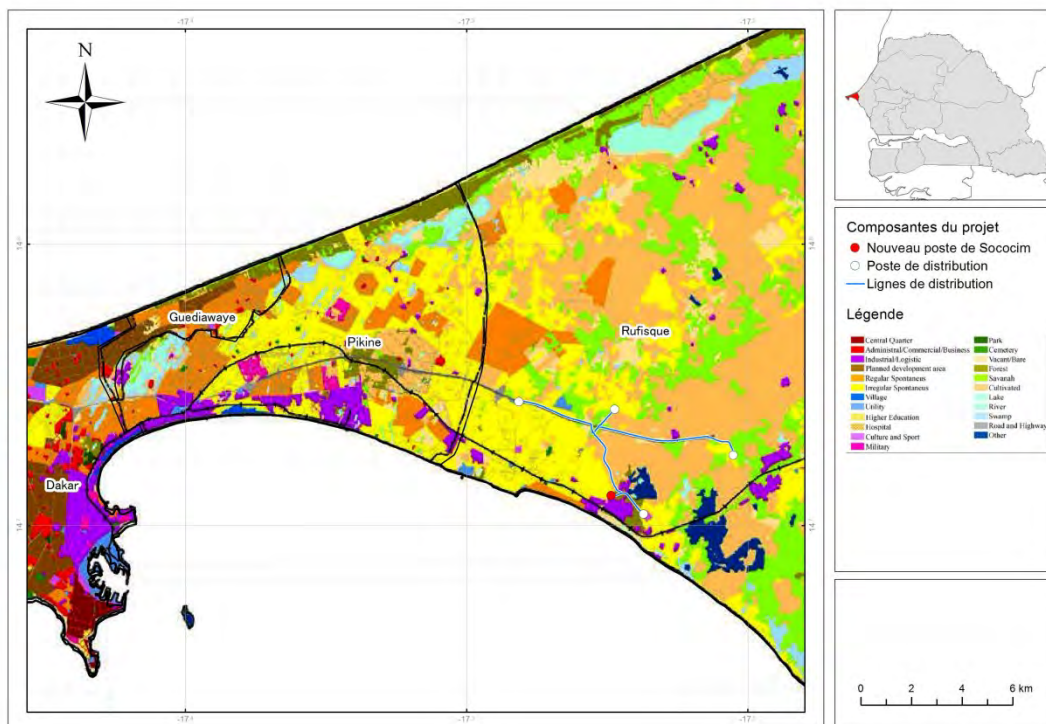 N
Guediawaye
Pikine
Rufisque
Dakar
Composantes du projet
Nouveau poste de Sococim
Poste de distribution
Lignes de distribution
Légende
Central Quarter
Administrial/Commercial/Business
Industrial/Logistic
Planned development area
Regular Spontaneus
Irregular Spontaneus
Village
Utility
Higher Education
Hospital
Culture and Sport
Military
Park
Cemetery
Vacant/Bare
Forest
Savanah
Cultivated
Lake
River
Swamp
Road and Highway
Other
0 2 4 6 km